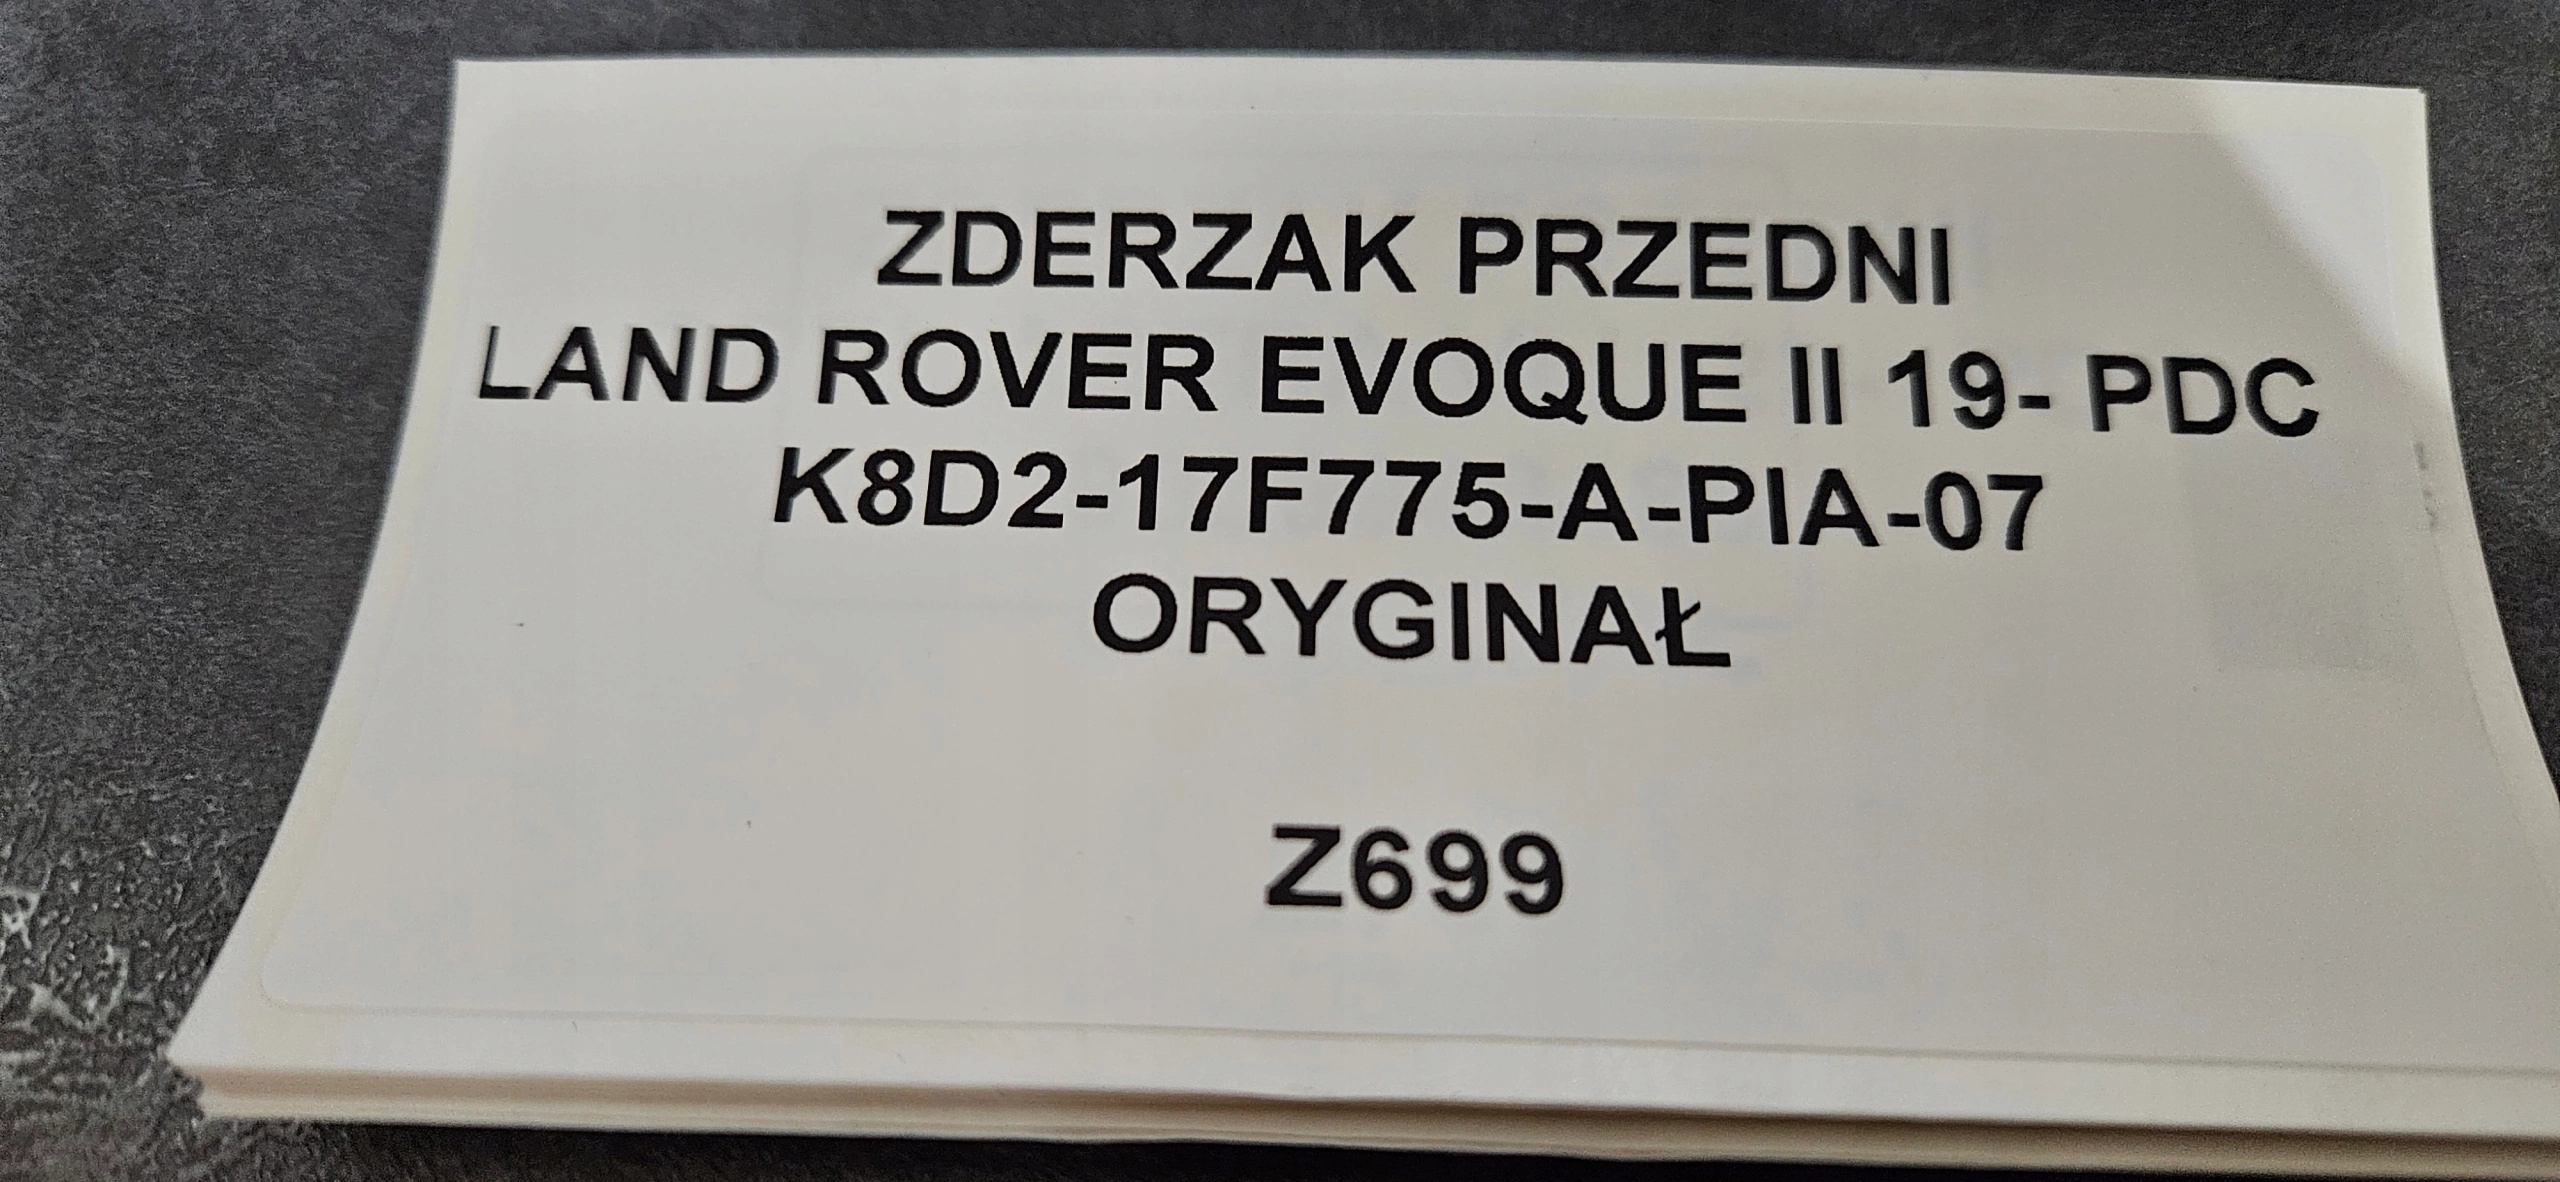 ZDERZAK PRZEDNI
LAND ROVER EVOQUE II 19- PDC
K8D2-17F775-A-PIA-07
ORYGINAŁ
Z699